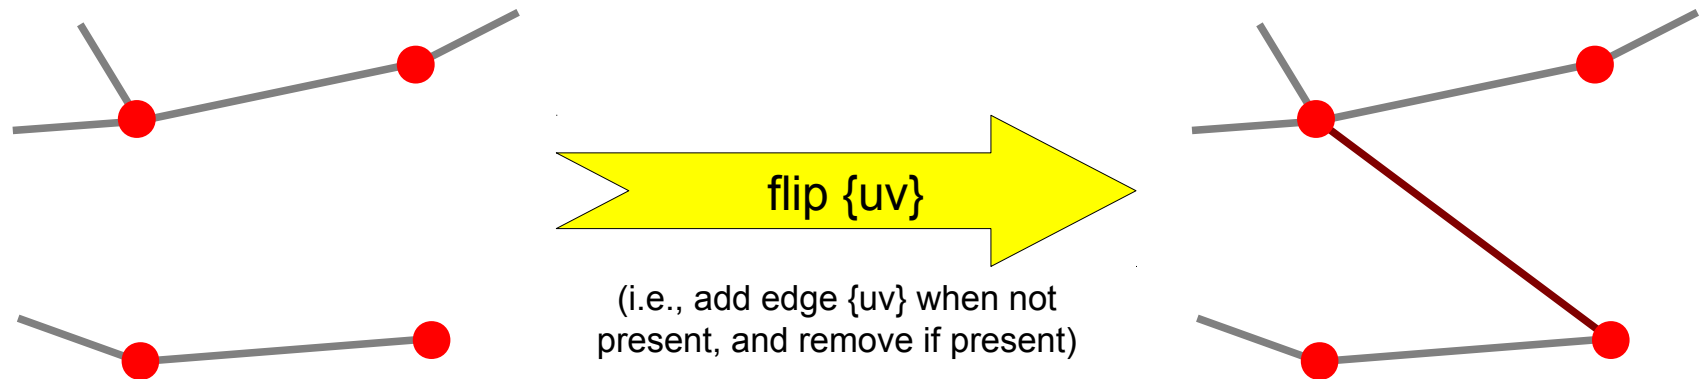 flip {uv}
(i.e., add edge {uv} when not
present, and remove if present)